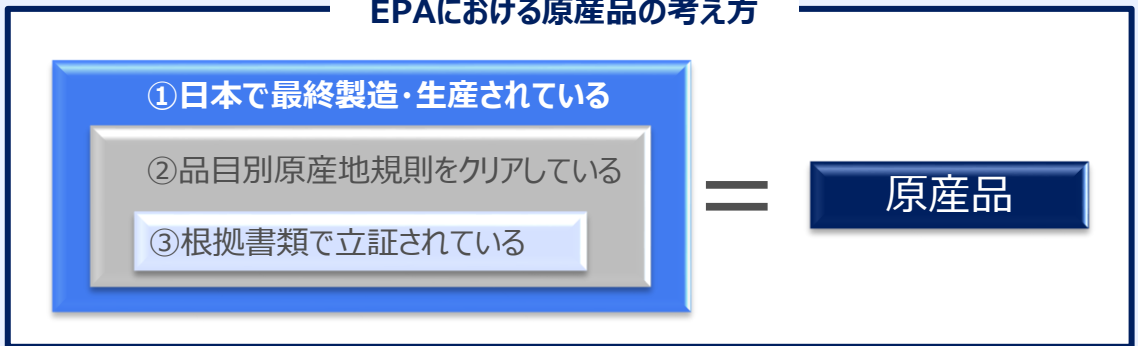 EPAにおける原産品の考え方
①日本で最終製造・生産されている
②品目別原産地規則をクリアしている
③根拠書類で立証されている
＝
原産品